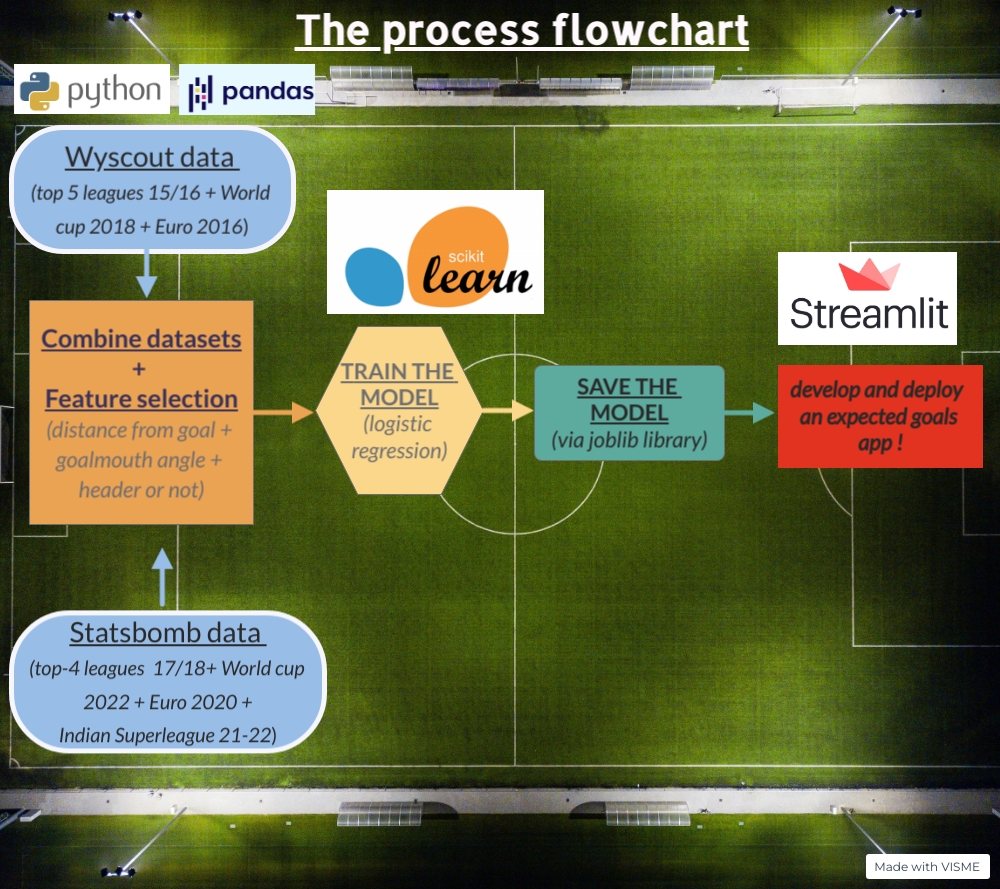 The process flowchart
python
pandas
Wyscout data
(top 5 leagues 15/16 + World
cup 2018 + Euro 2016)
scikit
learn
Streamlit
Combine datasets
+
Feature selection
(distance from goal +
goalmouth angle +
header or not)
TRAIN THE
MODEL
(logistic
regression)
SAVE THE
MODEL
(via joblib library)
develop and deploy
an expected goals
app !
Statsbomb data
(top-4 leagues 17/18+ World cup
2022 + Euro 2020 +
Indian Superleague 21-22)
Made with VISME